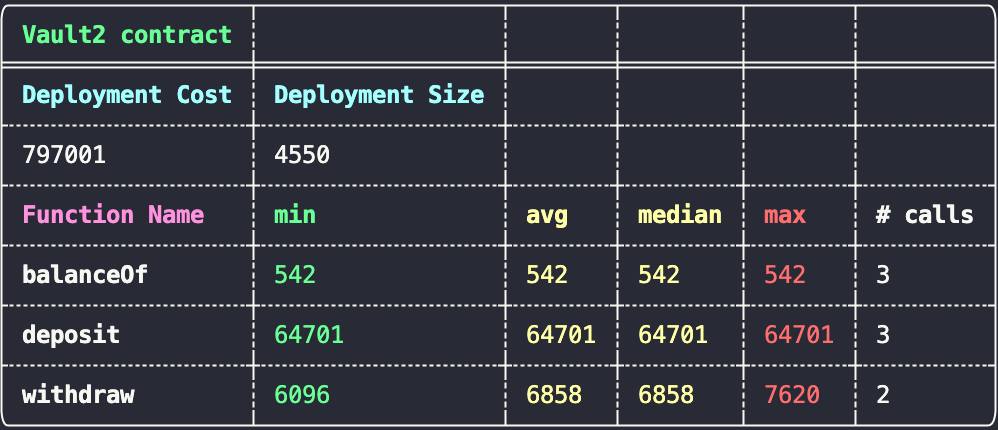 Vault2 contract
Deployment Cost Deployment Size
797001 4550
Function Name min avg median max # calls
balanceOf 542 542 542 542 3
deposit 64701 64701 64701 64701 3
withdraw 6096 6858 6858 7620 2